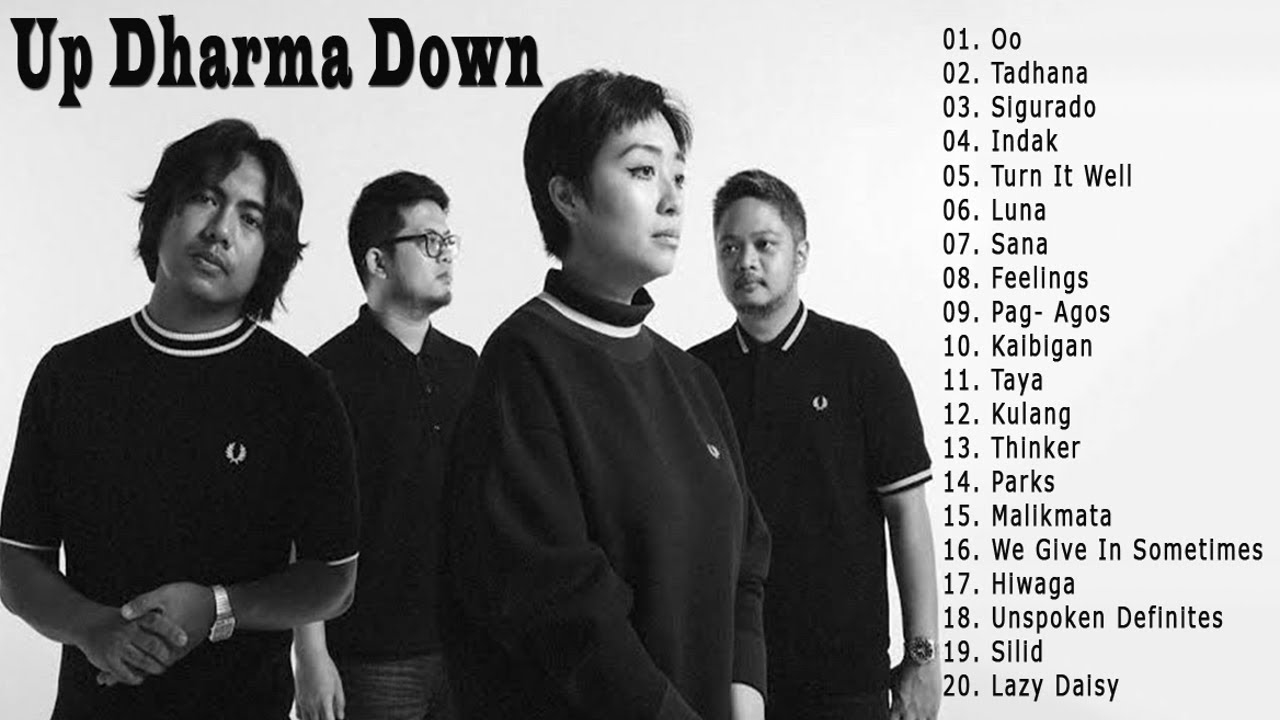 Up Dharma Down
01. Oo
02. Tadhana
03. Sigurado
04. Indak
05. Turn It Well
06. Luna
07. Sana
08. Feelings
09. Pag- Agos
10. Kaibigan
11. Taya
12. Kulang
13. Thinker
14. Parks
15. Malikmata
16. We Give In Sometimes
17. Hiwaga
18. Unspoken Definites
19. Silid
20. Lazy Daisy